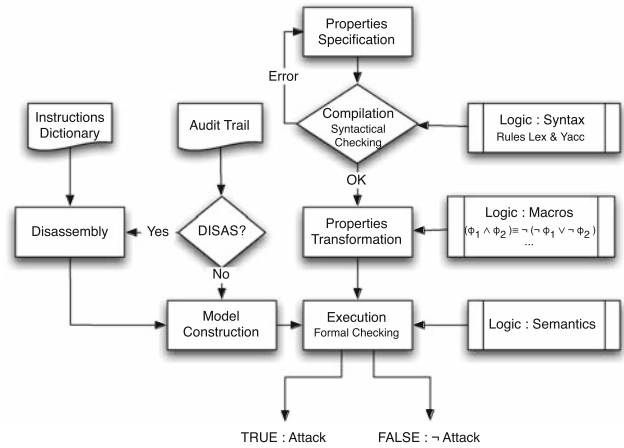 Properties
Specification
Error
Compilation
Syntactical
Checking
Instructions
Dictionary
Audit Trail
Logic : Syntax
Rules Lex & Yacc
OK
Disassembly
Yes
DISAS?
Properties
Transformation
Logic : Macros
(Φ1 ∧ Φ2)≡ ¬ (¬ Φ1 ∨ ¬ Φ2 )
...
No
Model
Construction
Execution
Formal Checking
Logic : Semantics
TRUE : Attack
FALSE : ¬ Attack